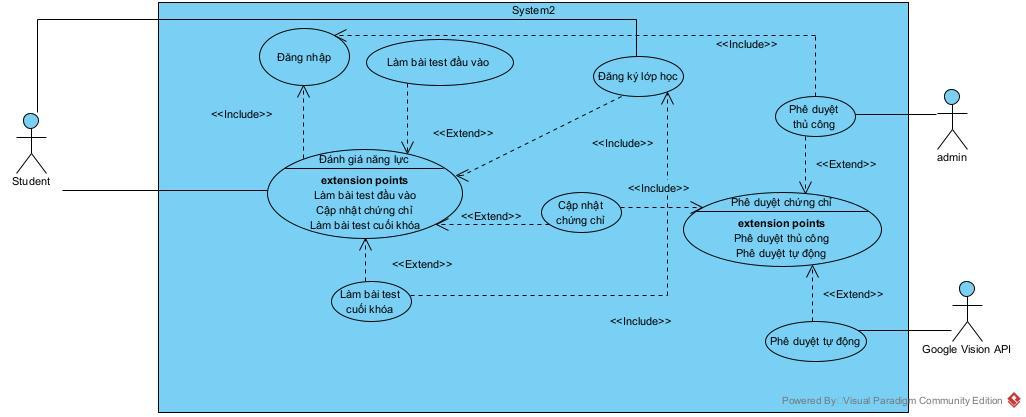 System2
<<Include>>
Đăng nhập
Làm bài test đầu vào
Đăng ký lớp học
Phê duyệt
thủ công
admin
<<Include>>
<<Extend>>
<<Include>>
<<Extend>>
Student
Đánh giá năng lực
extension points
Làm bài test đầu vào
Cập nhật chứng chỉ
Làm bài test cuối khóa
<<Extend>>
Cập nhật
chứng chỉ
<<Include>>
Phê duyệt chứng chỉ
extension points
Phê duyệt thủ công
Phê duyệt tự động
<<Extend>>
Làm bài test
cuối khóa
<<Include>>
<<Extend>>
Phê duyệt tự động
Google Vision API
Powered By: Visual Paradigm Community Edition